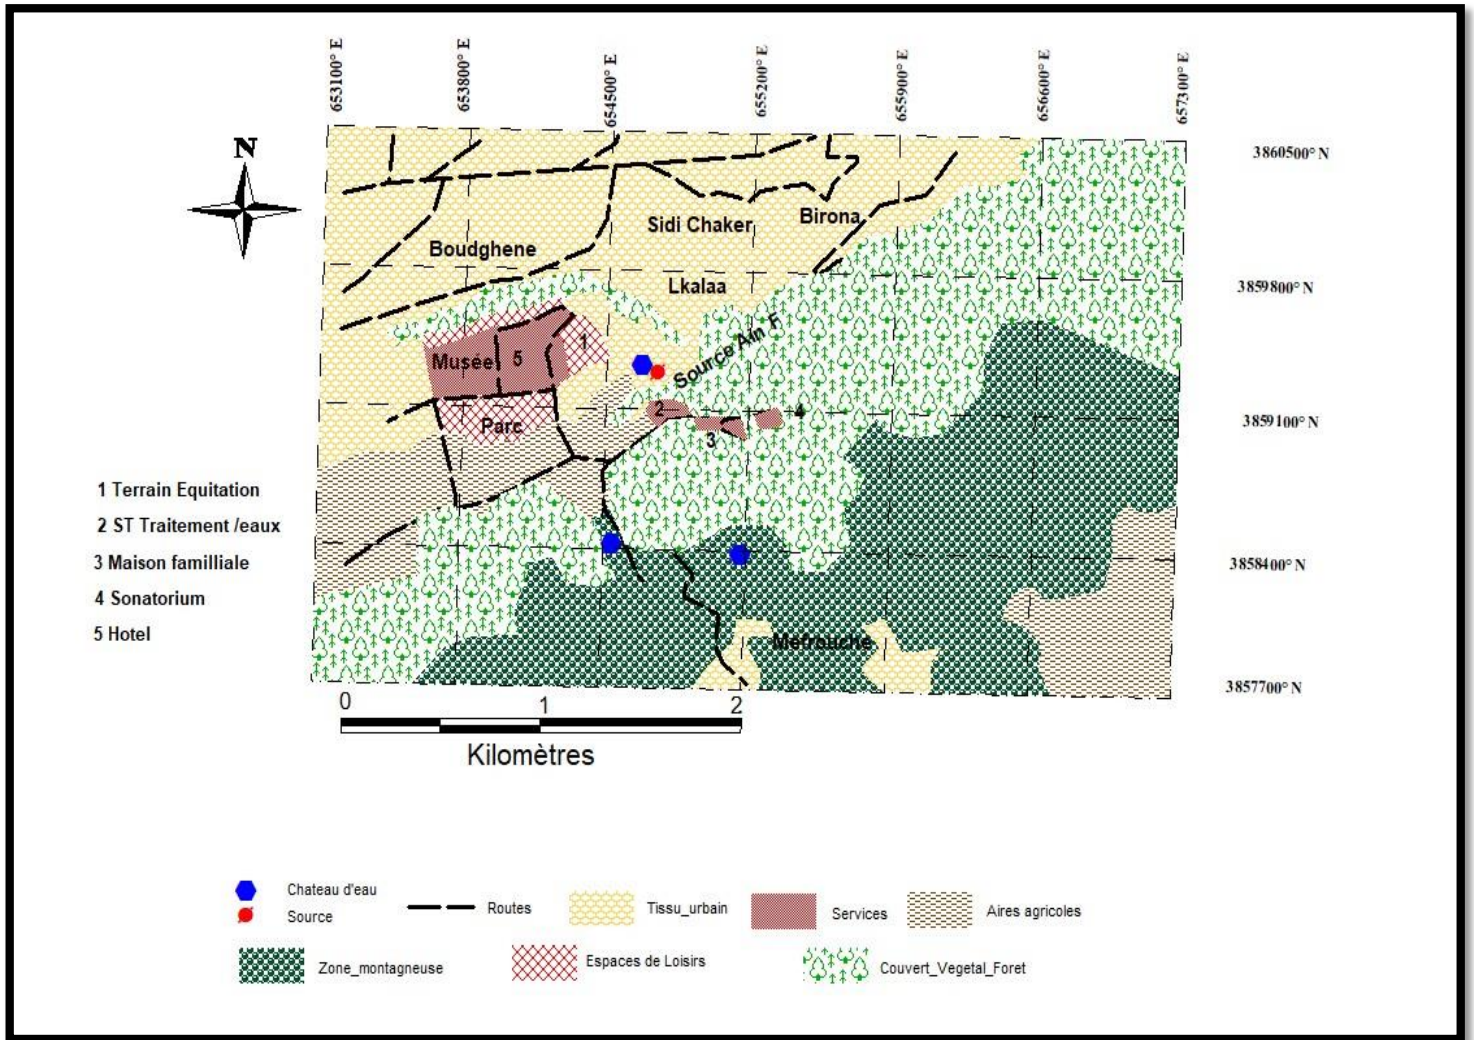 653100° E
653800° E
654500° E
655200° E
655900° E
656600° E
657300° E
N
3860500° N
Sidi Chaker
Birona
Boudghene
Lkalaa
3859800° N
Source Ain F
Musée
5
1
2
4
3859100° N
Parc
3
1 Terrain Equitation
2 ST Traitement /eaux
3 Maison familliale
4 Sonatorium
5 Hotel
3858400° N
Mefrouche
3857700° N
0 1 2
Kilomètres
Chateau d'eau
Source
Routes
Tissu_urbain
Services
Aires agricoles
Zone_montagneuse
Espaces de Loisirs
Couvert_Vegetal_Foret